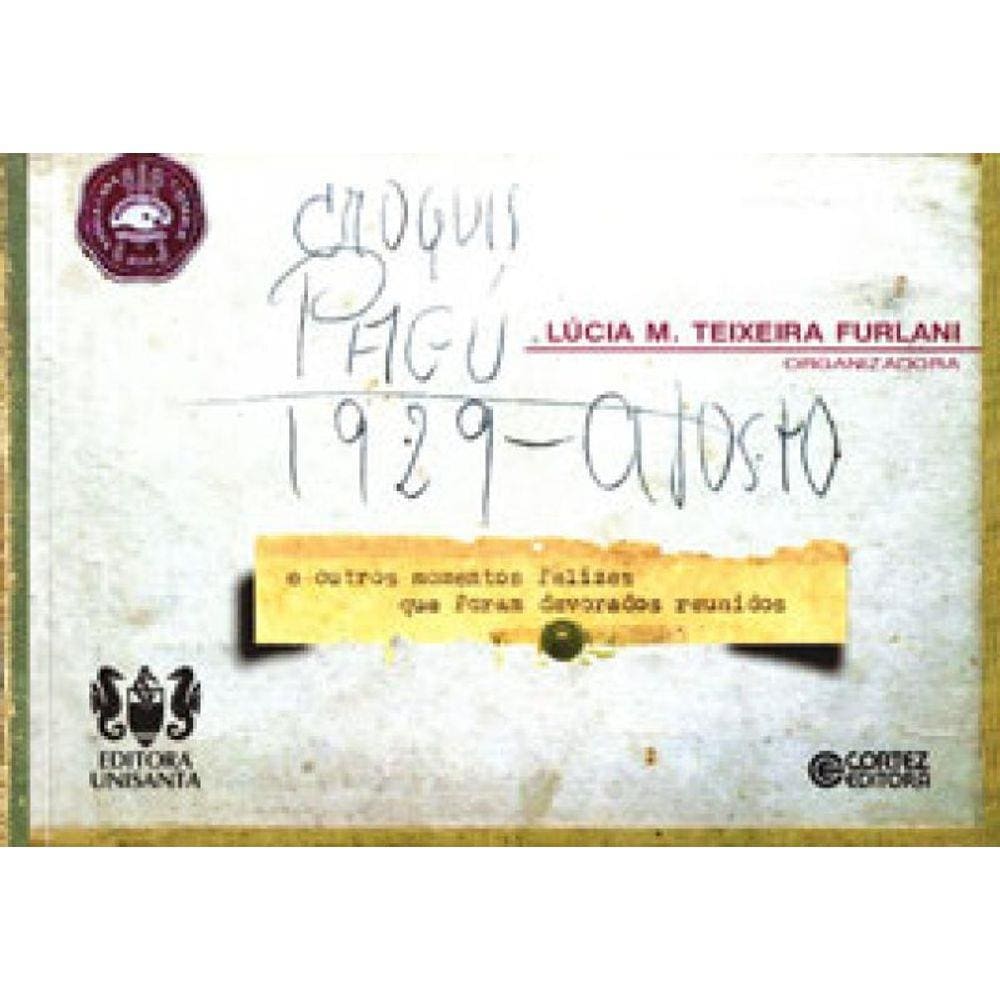 CROQUIS
PAGÚ
LÚCIA M. TEIXEIRA FURLANI
ORGANIZADORA
1929 - AGOSTO
e outros momentos felizes
que foram devorados reunidos
EDITORA
UNISANTA
CORTEZ
EDITORA